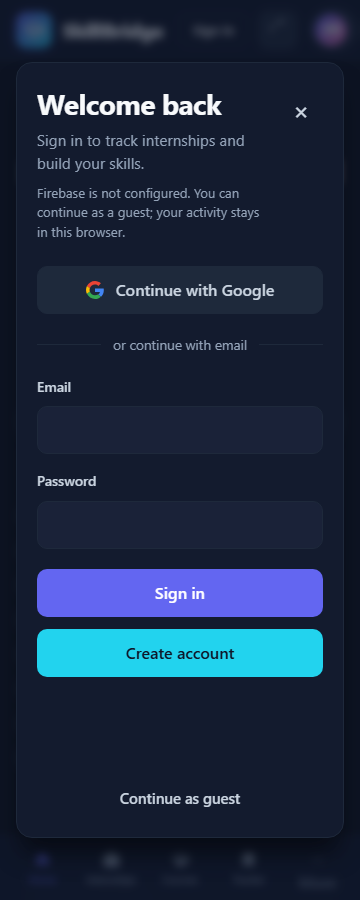 Welcome back
×
Sign in to track internships and
build your skills.
Firebase is not configured. You can
continue as a guest; your activity stays
in this browser.
Continue with Google
or continue with email
Email
Password
Sign in
Create account
Continue as guest